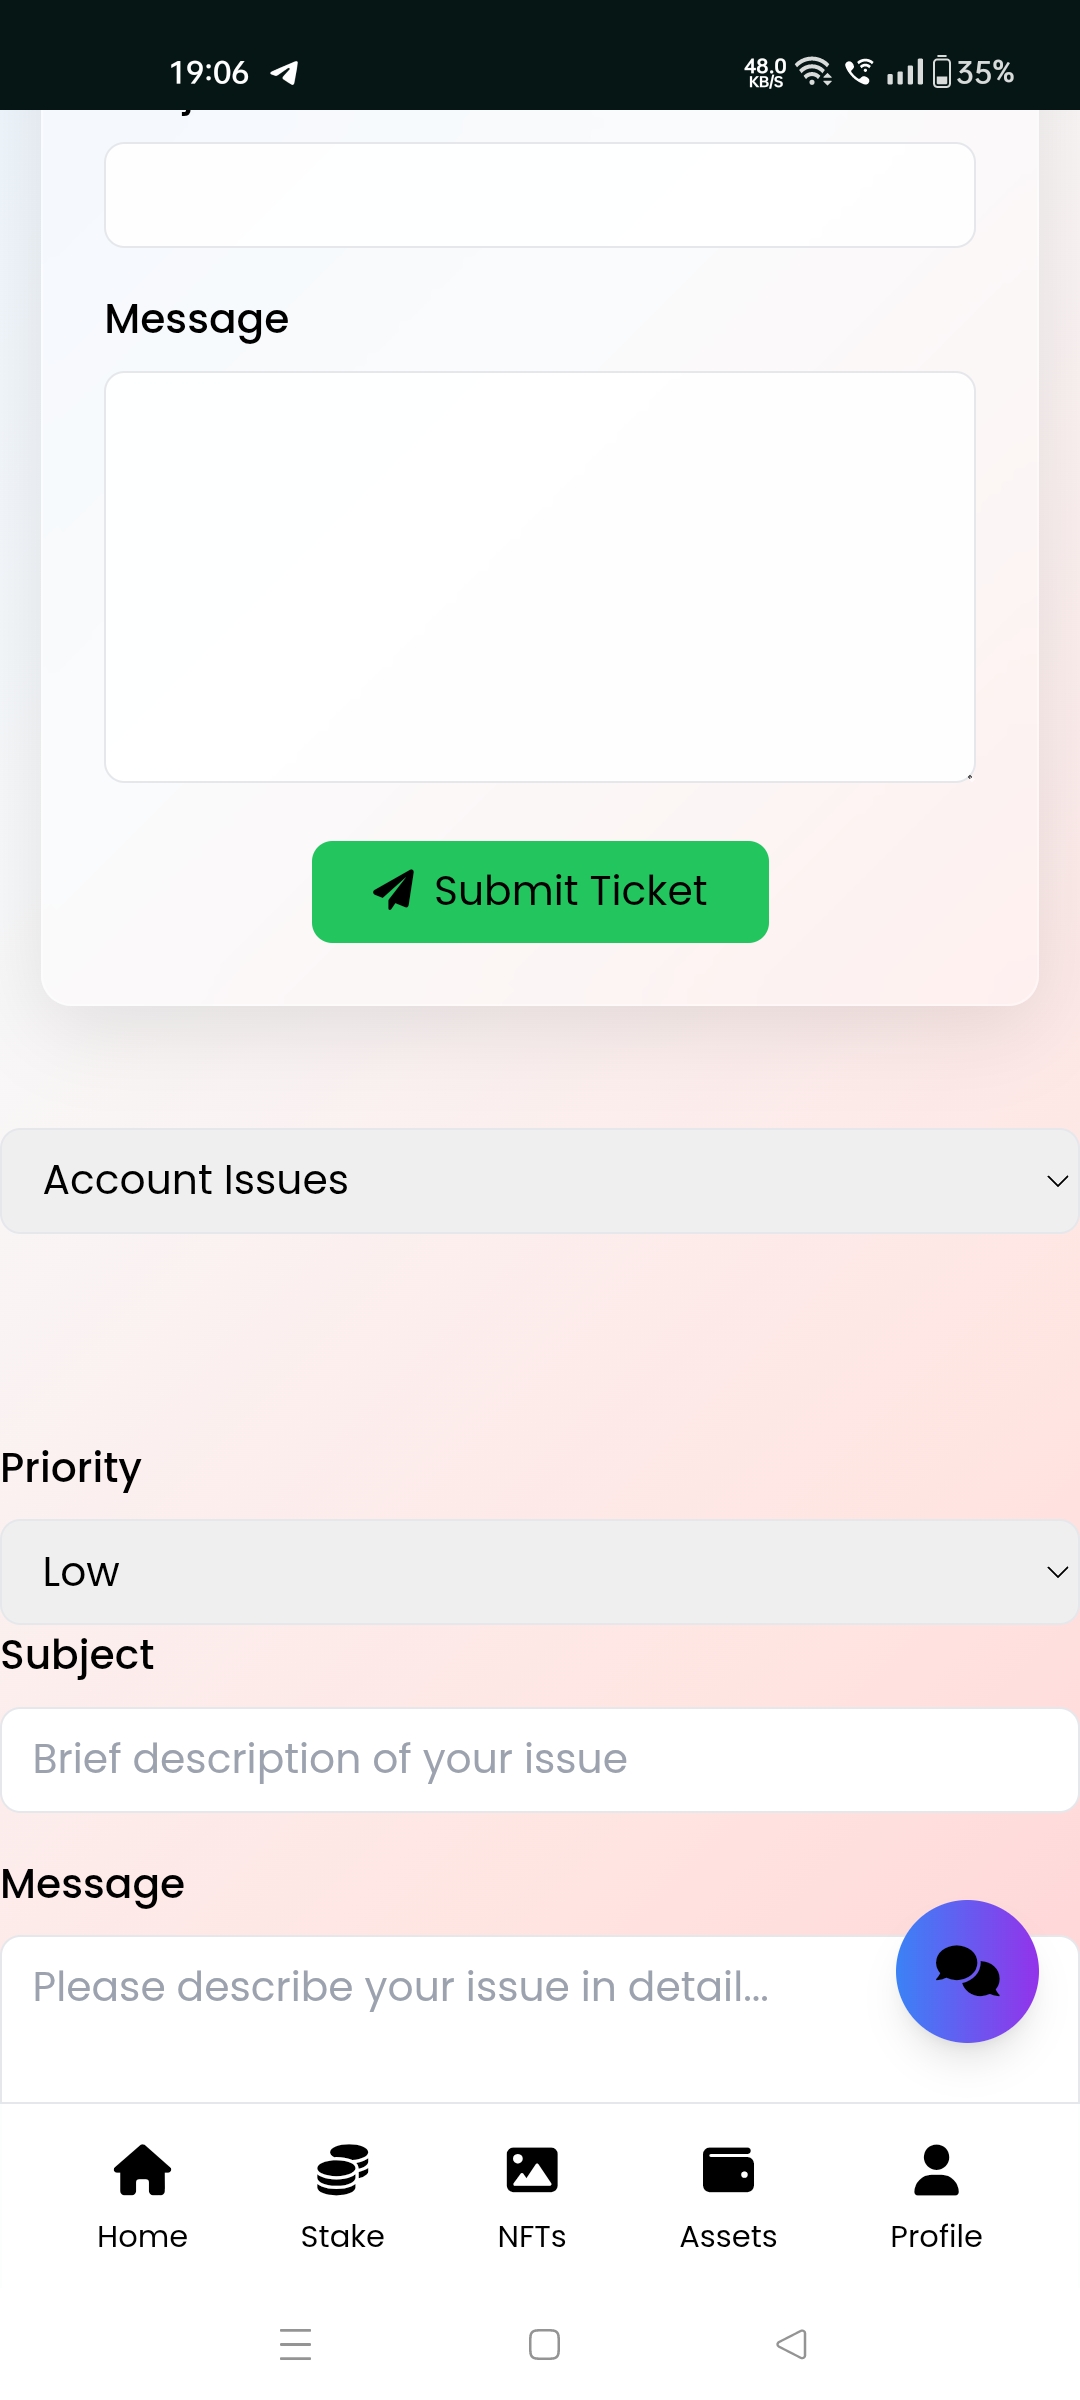 19:06
48.0
KB/S
35%
Message
Submit Ticket
Account Issues
Priority
Low
Subject
Brief description of your issue
Message
Please describe your issue in detail...
Home Stake NFTs Assets Profile